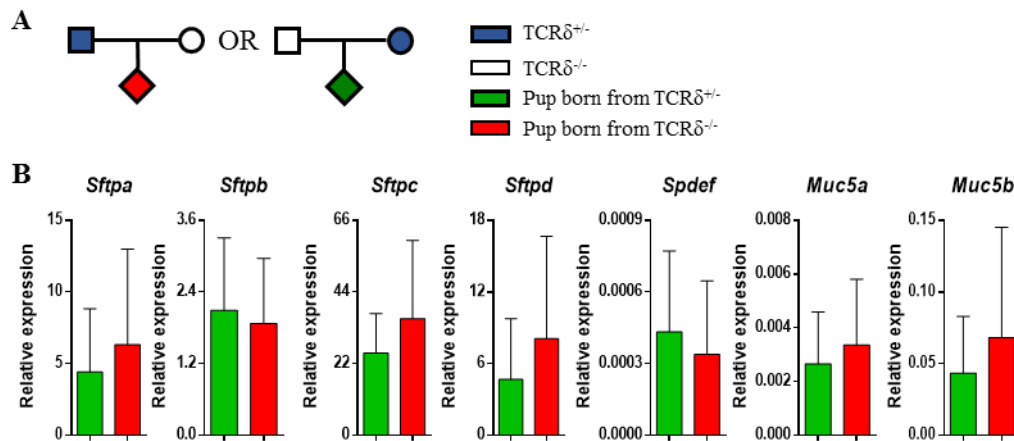 A
OR
TCRδ+/-
TCRδ-/-
Pup born from TCRδ+/-
Pup born from TCRδ-/-
B
Sftpa
Sftpb
Sftpc
Sftpd
Spdef
Muc5a
Muc5b
Relative expression
15
10
5
0
Relative expression
3.6
2.4
1.2
0.0
Relative expression
66
44
22
0
Relative expression
18
12
6
0
Relative expression
0.0009
0.0006
0.0003
0.0000
Relative expression
0.008
0.006
0.004
0.002
0.000
Relative expression
0.15
0.10
0.05
0.00